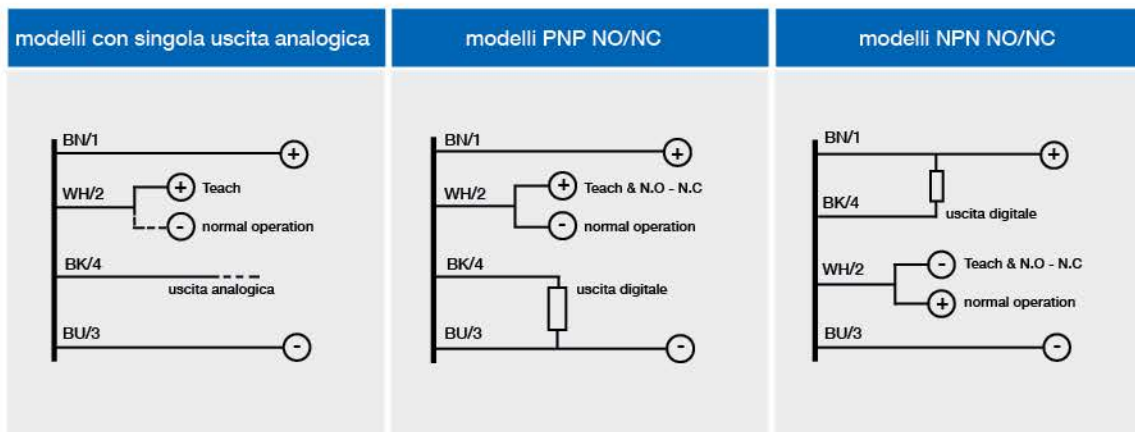 modelli con singola uscita analogica
BN/1
+
WH/2
+
Teach
-
normal operation
BK/4
uscita analogica
BU/3
-
modelli PNP NO/NC
BN/1
+
WH/2
+
Teach & N.O - N.C
-
normal operation
BK/4
uscita digitale
BU/3
-
modelli NPN NO/NC
BN/1
+
BK/4
uscita digitale
WH/2
-
Teach & N.O - N.C
+
normal operation
BU/3
-